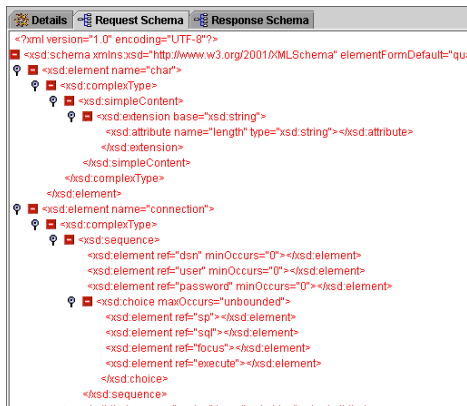 Details Request Schema Response Schema
<?xml version="1.0" encoding="UTF-8"?>
<xsd:schema xmlns:xsd="http://www.w3.org/2001/XMLSchema" elementFormDefault="qua
<xsd:element name="char">
<xsd:complexType>
<xsd:simpleContent>
<xsd:extension base="xsd:string">
<xsd:attribute name="length" type="xsd:string"></xsd:attribute>
</xsd:extension>
</xsd:simpleContent>
</xsd:complexType>
</xsd:element>
<xsd:element name="connection">
<xsd:complexType>
<xsd:sequence>
<xsd:element ref="dsn" minOccurs="0"></xsd:element>
<xsd:element ref="user" minOccurs="0"></xsd:element>
<xsd:element ref="password" minOccurs="0"></xsd:element>
<xsd:choice maxOccurs="unbounded">
<xsd:element ref="sp"></xsd:element>
<xsd:element ref="sql"></xsd:element>
<xsd:element ref="focus"></xsd:element>
<xsd:element ref="execute"></xsd:element>
</xsd:choice>
</xsd:sequence>